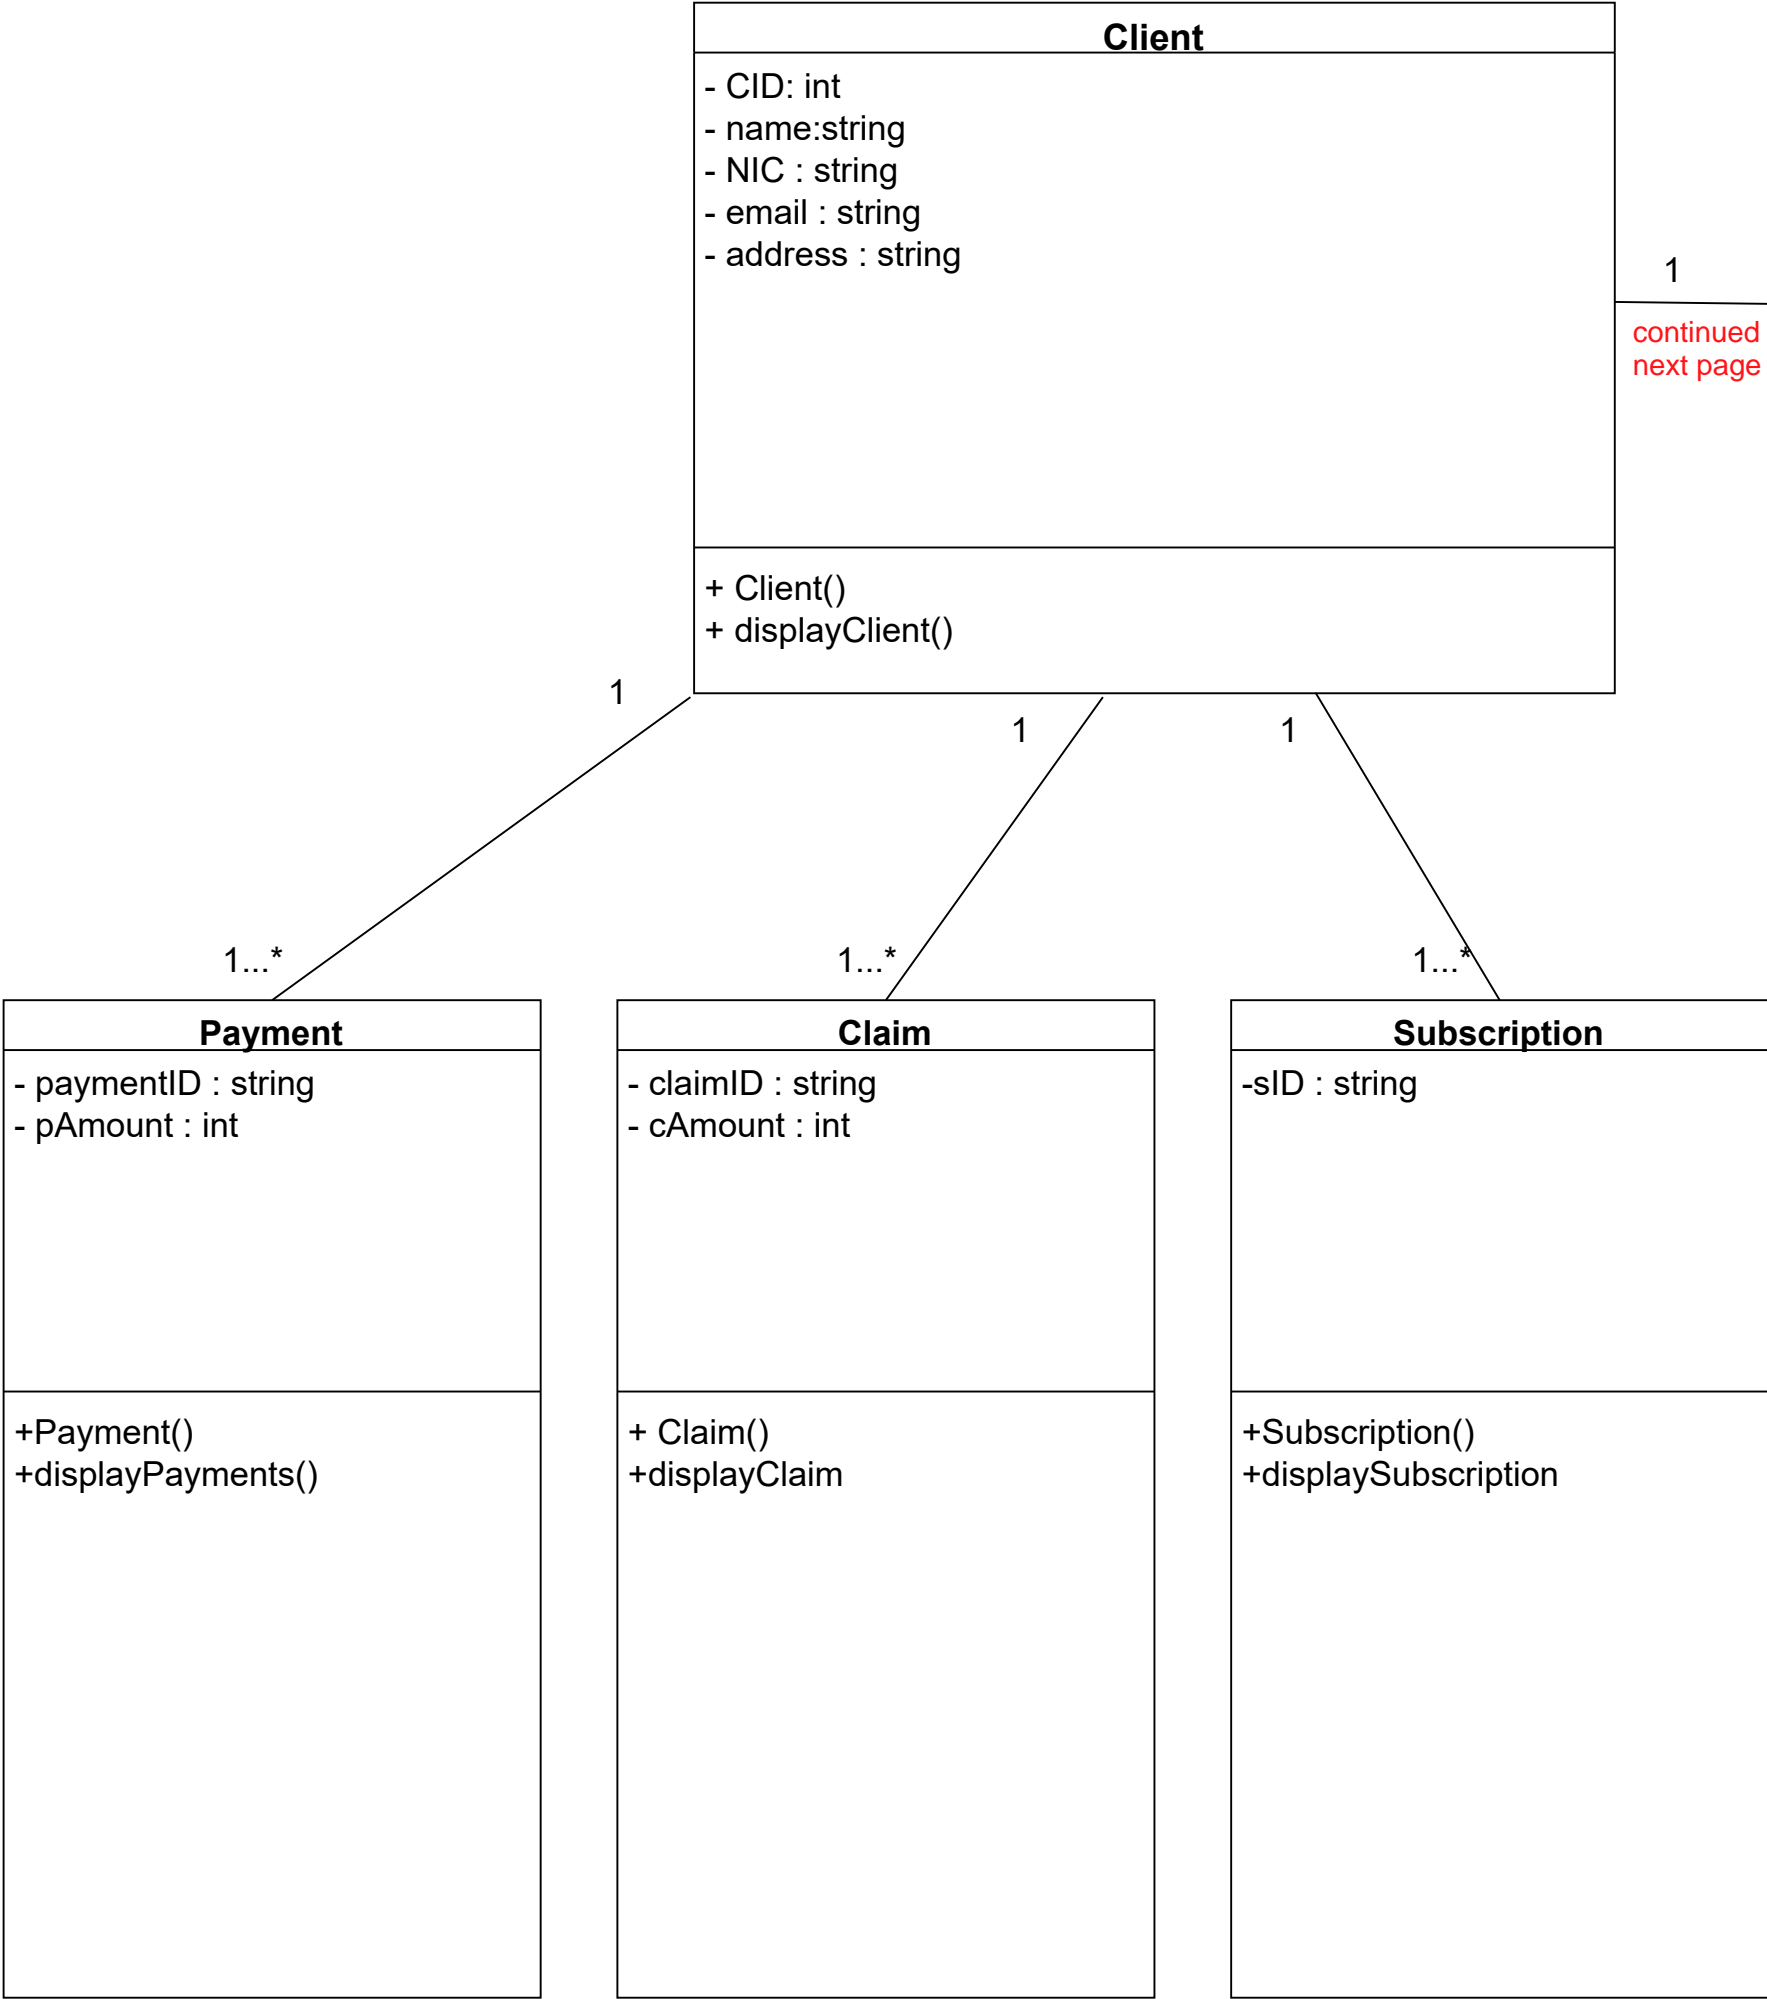 Client
- CID: int
- name:string
- NIC : string
- email : string
- address : string
1
continued
next page
+ Client()
+ displayClient()
1
1
1
1...*
1...*
1...*
Payment
- paymentID : string
- pAmount : int
+Payment()
+displayPayments()
Claim
- claimID : string
- cAmount : int
+ Claim()
+displayClaim
Subscription
-sID : string
+Subscription()
+displaySubscription